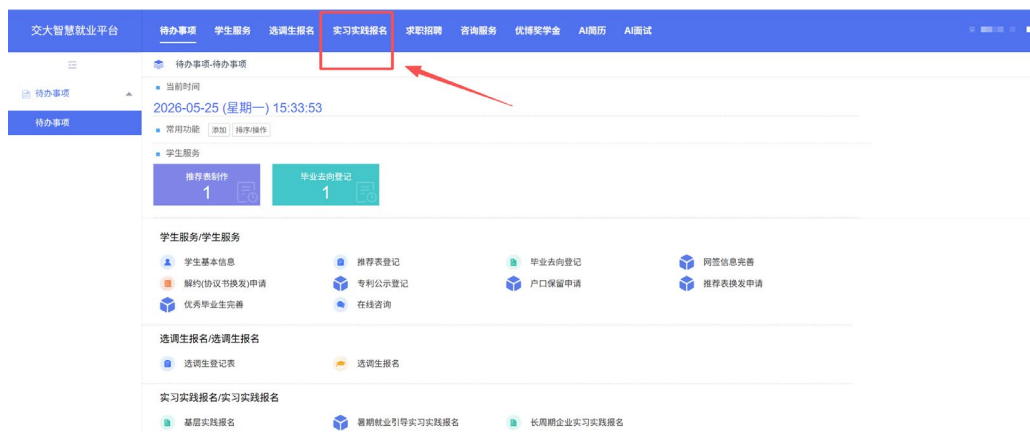 交大智慧就业平台 待办事项 学生服务 选调生报名 实习实践报名 求职招聘 咨询服务 优博奖学金 AI简历 AI面试
待办事项-待办事项
待办事项
待办事项
当前时间
2026-05-25 (星期一) 15:33:53
常用功能 添加 排序/操作
学生服务
推荐表制作 毕业去向登记
1 1
学生服务/学生服务
学生基本信息 推荐表登记 毕业去向登记 网签信息完善
解约(协议书换发)申请 专利公示登记 户口保留申请 推荐表换发申请
优秀毕业生完善 在线咨询
选调生报名/选调生报名
选调生登记表 选调生报名
实习实践报名/实习实践报名
基层实践报名 暑期就业引导实习实践报名 长周期企业实习实践报名